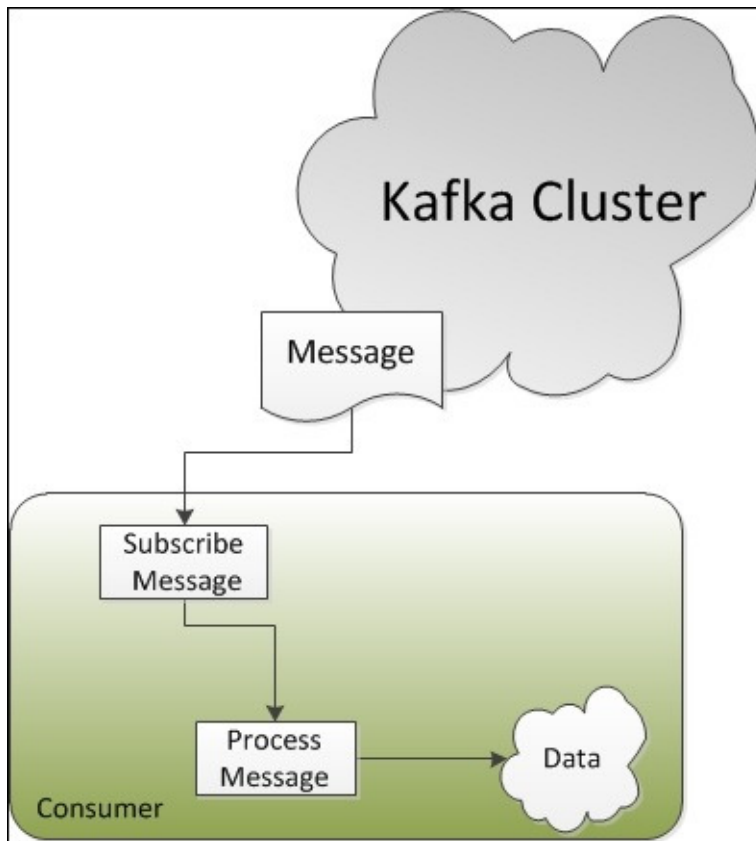 Kafka Cluster
Message
Subscribe
Message
Process
Message
Data
Consumer